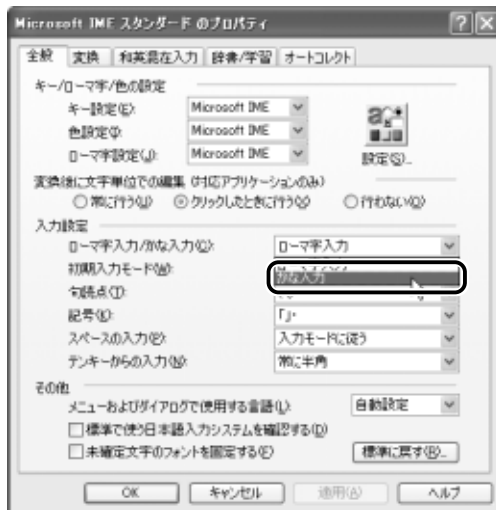 Microsoft IME スタンダード のプロパティ
全般 変換 和英混在入力 辞書/学習 オートコレクト
キー/ローマ字/色の設定
キー設定(E): Microsoft IME
色設定(Z): Microsoft IME
ローマ字設定(J): Microsoft IME 設定(S)...
変換後に文字単位での編集 (対応アプリケーションのみ)
常に行う(U) クリックしたときに行う(X) 行わない(Q)
入力設定
ローマ字入力/かな入力(G): ローマ字入力
初期入力モード(W):
かな入力
句読点(T):
記号(K): 「」・
スペースの入力(P): 入力モードに従う
テンキーからの入力(N): 常に半角
その他
メニューおよびダイアログで使用する言語(L): 自動設定
標準で使う日本語入力システムを確認する(D)
未確定文字のフォントを固定する(F) 標準に戻す(R)...
OK キャンセル 適用(A) ヘルプ